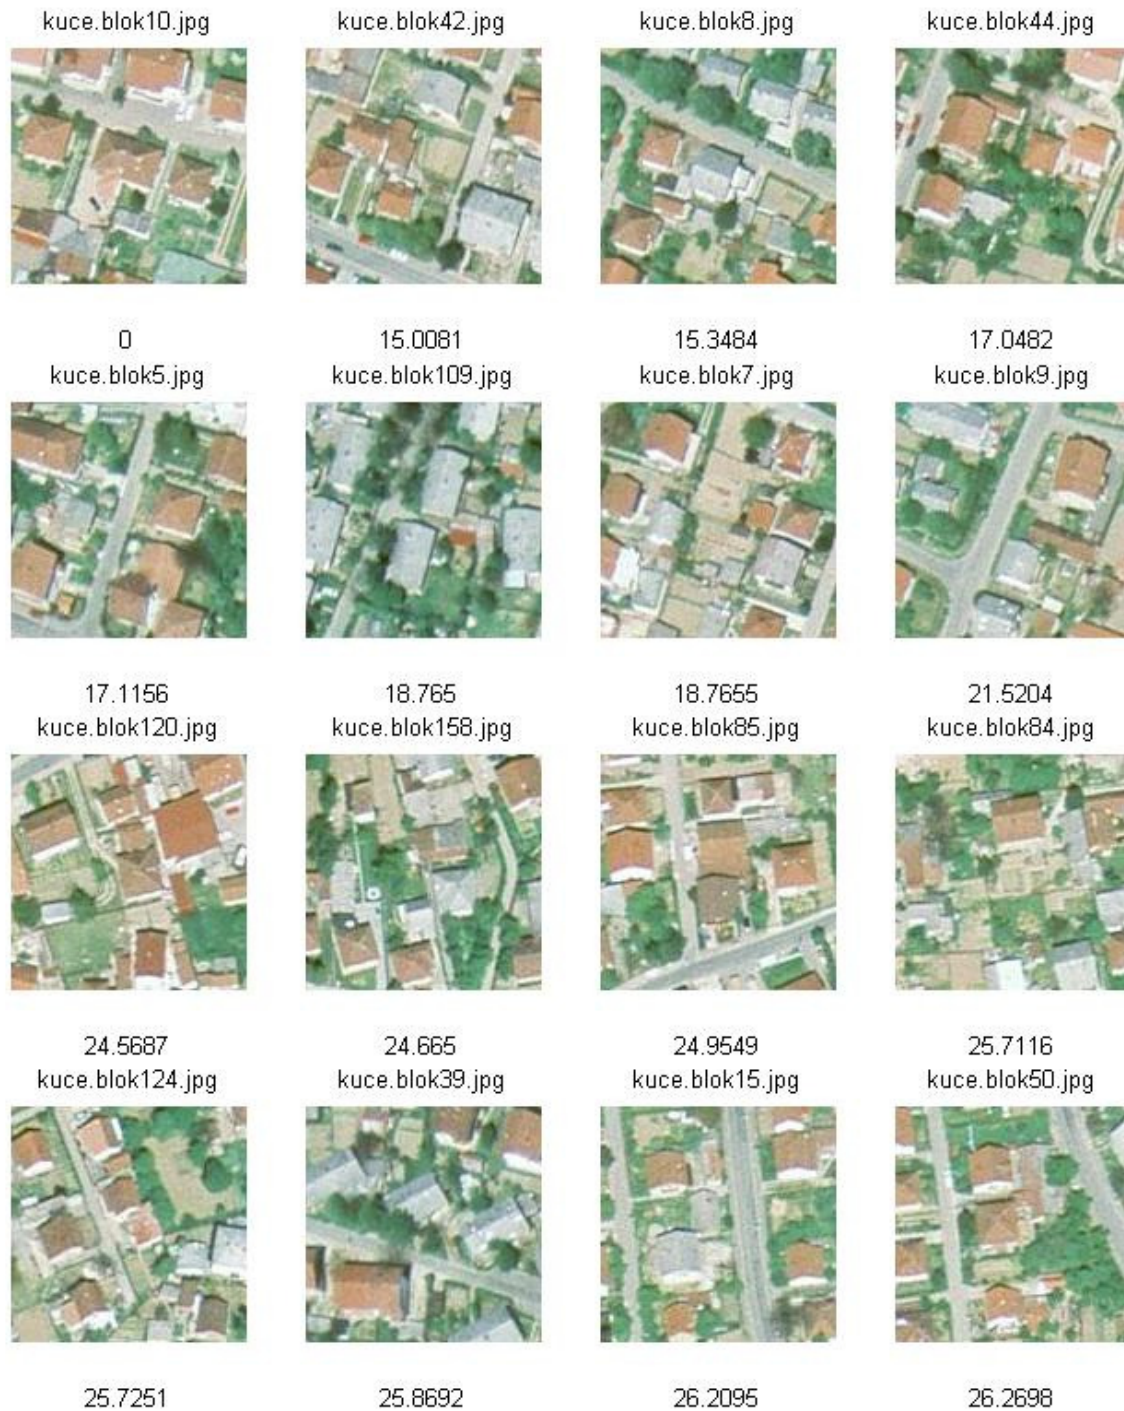 kuce.blok10.jpg kuce.blok42.jpg kuce.blok8.jpg kuce.blok44.jpg
0 15.0081 15.3484 17.0482
kuce.blok5.jpg kuce.blok109.jpg kuce.blok7.jpg kuce.blok9.jpg
17.1156 18.765 18.7655 21.5204
kuce.blok120.jpg kuce.blok158.jpg kuce.blok85.jpg kuce.blok84.jpg
24.5687 24.665 24.9549 25.7116
kuce.blok124.jpg kuce.blok39.jpg kuce.blok15.jpg kuce.blok50.jpg
25.7251 25.8692 26.2095 26.2698